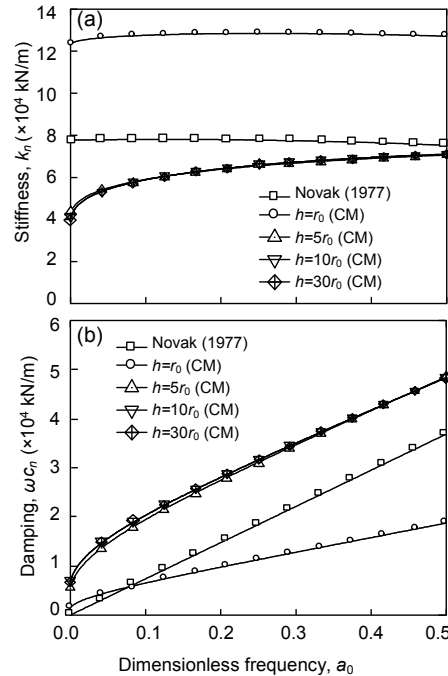 14
(a)
12
10
8
6
4
2
0
Stiffness, kₙ (×10⁴ kN/m)
Novak (1977)
h=r₀ (CM)
h=5r₀ (CM)
h=10r₀ (CM)
h=30r₀ (CM)
6
(b)
5
4
3
2
1
0
Damping, ωcₙ (×10⁴ kN/m)
Novak (1977)
h=r₀ (CM)
h=5r₀ (CM)
h=10r₀ (CM)
h=30r₀ (CM)
0.0 0.1 0.2 0.3 0.4 0.5
Dimensionless frequency, a₀